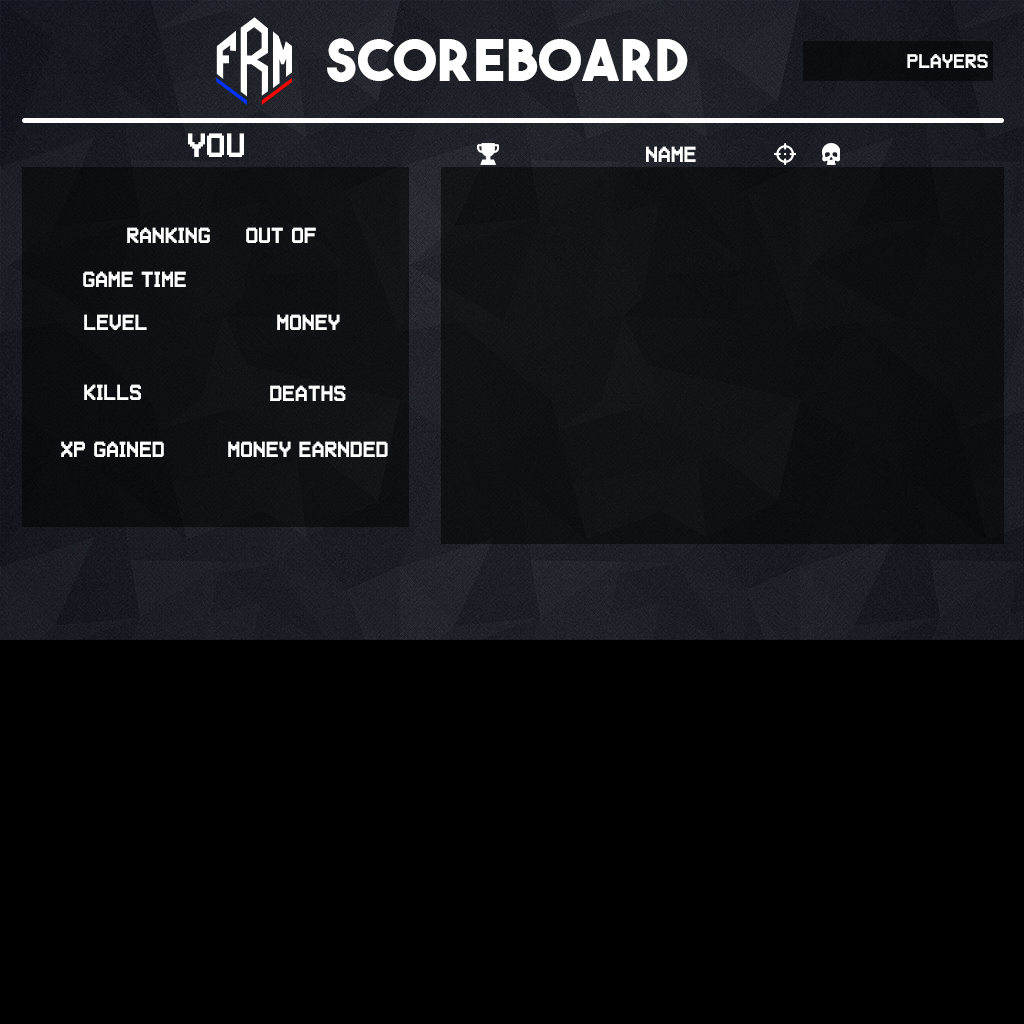 FRM SCOREBOARD
PLAYERS
YOU
NAME
RANKING OUT OF
GAME TIME
LEVEL MONEY
KILLS DEATHS
XP GAINED MONEY EARNDED